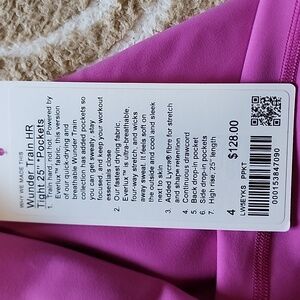 WHY WE MADE THIS
Wunder Train HR
Tight 25" *Pockets
1. Train hard, not hot. Powered by
Everlux™ fabric, this version
of our quick-drying and
breathable Wunder Train
collection has added pockets so
you can get sweaty, stay
focused, and keep your workout
essentials close
2. Our fastest-drying fabric,
Everlux™ is ultra-breathable,
four-way stretch, and wicks
away sweat. It feels soft on
the outside and cool and sleek
next to skin
3. Added Lycra® fibre for stretch
and shape retention
4. Continuous drawcord
5. Back drop-in pocket
6. Side drop-in pockets
7. High rise, 25" length
4
$128.00
LW5EYKS PPKT
000153847090